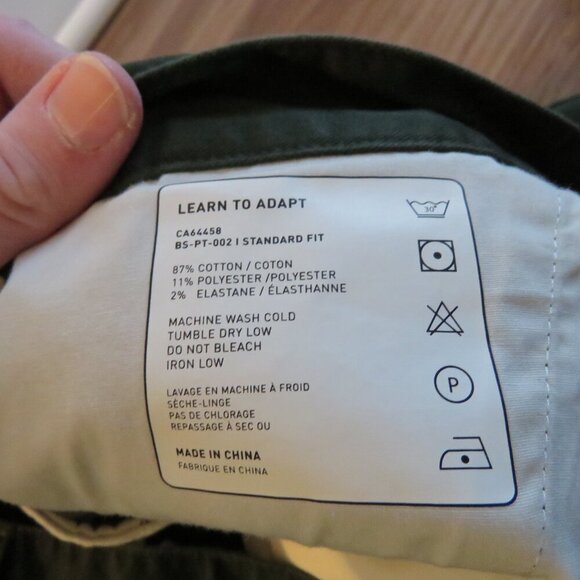 LEARN TO ADAPT
CA64458
BS-PT-002 I STANDARD FIT
87% COTTON / COTON
11% POLYESTER /POLYESTER
2% ELASTANE / ÉLASTHANNE
MACHINE WASH COLD
TUMBLE DRY LOW
DO NOT BLEACH
IRON LOW
LAVAGE EN MACHINE À FROID
SÈCHE-LINGE
PAS DE CHLORAGE
REPASSAGE À SEC OU
MADE IN CHINA
FABRIQUE EN CHINA
30°
P